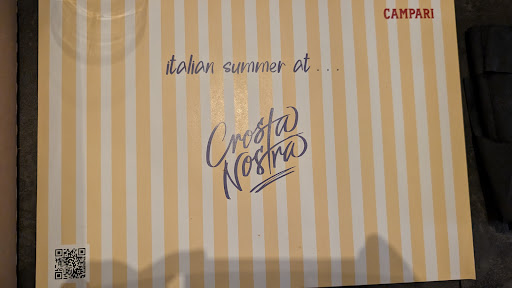 CAMPARI
italian summer at...
Crosta
Nostra